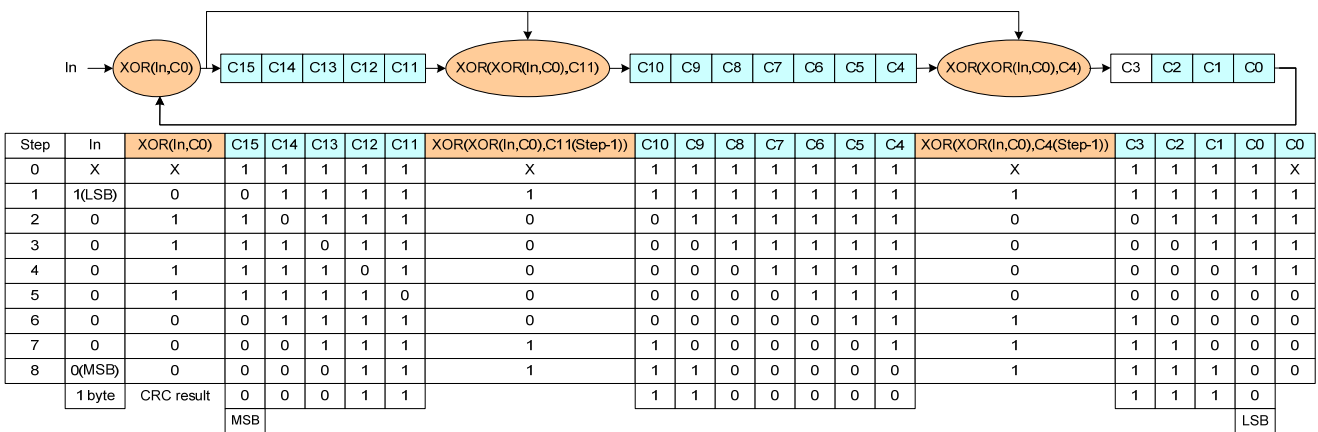 In XOR(In,C0) C15 C14 C13 C12 C11 XOR(XOR(In,C0),C11) C10 C9 C8 C7 C6 C5 C4 XOR(XOR(In,C0),C4) C3 C2 C1 C0
Step In XOR(In,C0) C15 C14 C13 C12 C11 XOR(XOR(In,C0),C11(Step-1)) C10 C9 C8 C7 C6 C5 C4 XOR(XOR(In,C0),C4(Step-1)) C3 C2 C1 C0 C0
0 X X 1 1 1 1 1 X 1 1 1 1 1 1 1 X 1 1 1 1 X
1 1(LSB) 0 0 1 1 1 1 1 1 1 1 1 1 1 1 1 1 1 1 1 1
2 0 1 1 0 1 1 1 0 0 1 1 1 1 1 1 0 0 1 1 1 1
3 0 1 1 1 0 1 1 0 0 0 1 1 1 1 1 0 0 0 1 1 1
4 0 1 1 1 1 0 1 0 0 0 0 1 1 1 1 0 0 0 0 1 1
5 0 1 1 1 1 1 0 0 0 0 0 0 1 1 1 0 0 0 0 0 0
6 0 0 0 1 1 1 1 0 0 0 0 0 0 1 1 1 1 0 0 0 0
7 0 0 0 0 1 1 1 1 1 0 0 0 0 0 1 1 1 1 0 0 0
8 0(MSB) 0 0 0 0 1 1 1 1 1 0 0 0 0 0 1 1 1 1 0 0
1 byte CRC result 0 0 0 1 1 1 1 0 0 0 0 0 1 1 1 0
MSB LSB